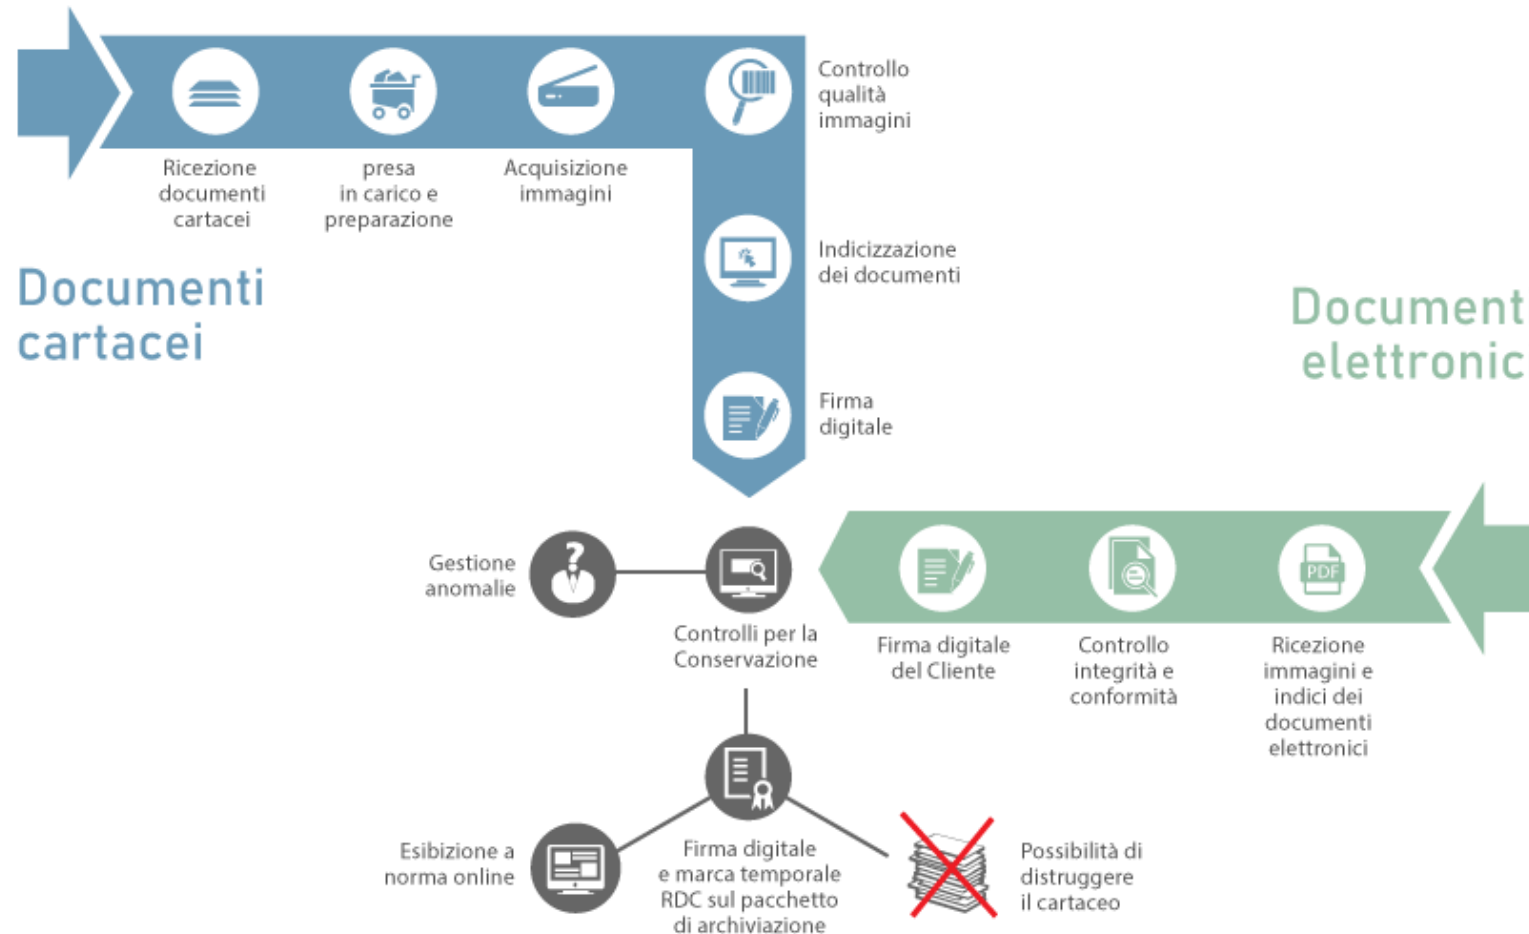 Controllo
qualità
immagini
Ricezione
documenti
cartacei
presa
in carico e
preparazione
Acquisizione
immagini
Indicizzazione
dei documenti
Documenti
cartacei
Document
elettronic
Firma
digitale
Gestione
anomalie
Controlli per la
Conservazione
Firma digitale
del Cliente
Controllo
integrità e
conformità
PDF
Ricezione
immagini e
indici dei
documenti
elettronici
Esibizione a
norma online
Firma digitale
e marca temporale
RDC sul pacchetto
di archiviazione
Possibilità di
distruggere
il cartaceo